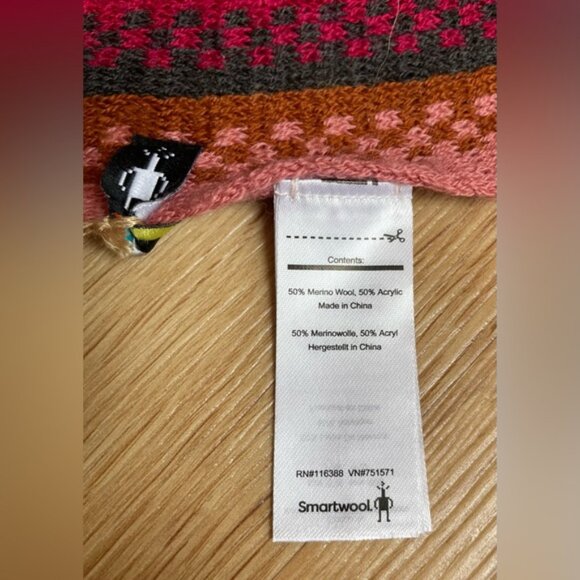 Contents:
50% Merino Wool, 50% Acrylic
Made in China
50% Merinowolle, 50% Acryl
Hergestellt in China
RN#116388 VN#751571
Smartwool.